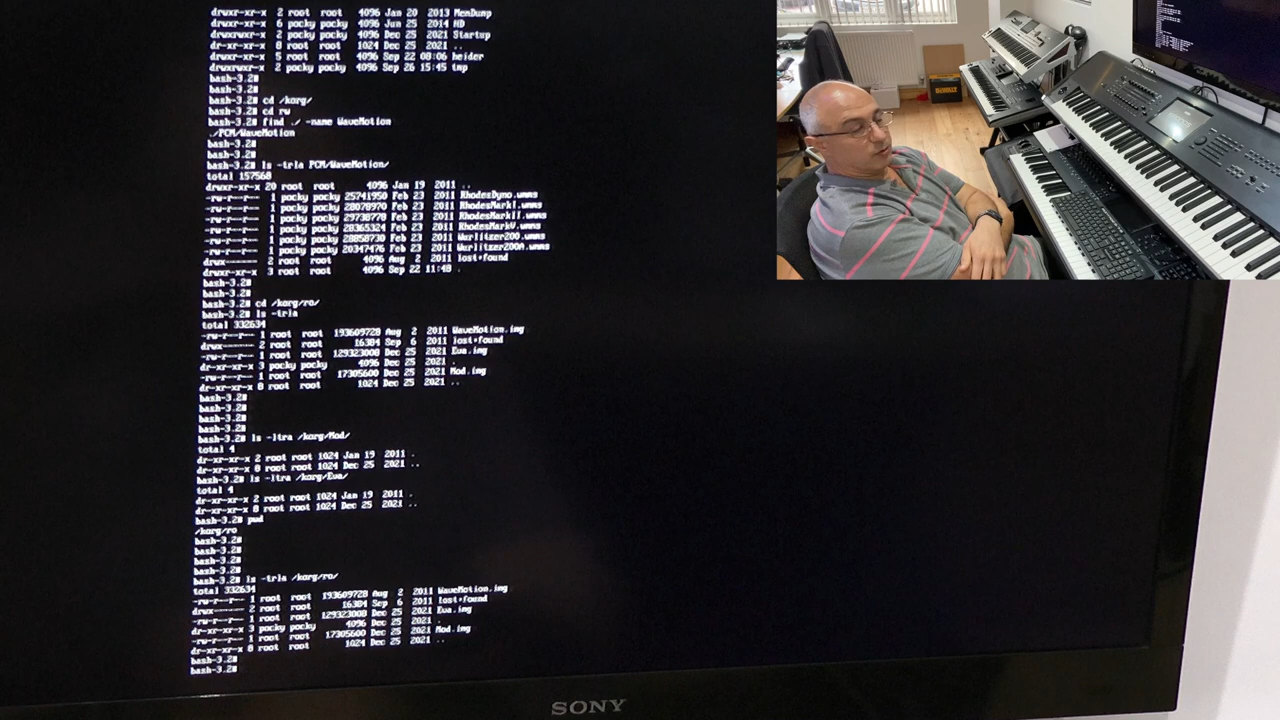 drwxr-xr-x 2 root root 4096 Jan 20 2013 MemDump
drwxrwxr-x 6 pocky pocky 4096 Jun 25 2014 HD
drwxrwxr-x 2 pocky pocky 4096 Dec 25 2021 Startup
dr-xr-xr-x 8 root root 1024 Dec 25 2021 ..
drwxr-xr-x 5 root root 4096 Sep 22 08:06 heider
drwxrwxr-x 2 pocky pocky 4096 Sep 26 15:45 tmp
bash-3.2#
bash-3.2#
bash-3.2# cd /korg/
bash-3.2# cd rw
bash-3.2# find ./ -name WaveMotion
./PCM/WaveMotion
bash-3.2#
bash-3.2#
bash-3.2# ls -trla PCM/WaveMotion/
total 157560
drwxr-xr-x 20 root root 4096 Jan 19 2011 ..
-rw-r--r-- 1 pocky pocky 25741950 Feb 23 2011 RhodesDyno.wmms
-rw-r--r-- 1 pocky pocky 28078970 Feb 23 2011 RhodesMarkI.wmms
-rw-r--r-- 1 pocky pocky 29738778 Feb 23 2011 RhodesMarkII.wmms
-rw-r--r-- 1 pocky pocky 28365324 Feb 23 2011 RhodesMarkV.wmms
-rw-r--r-- 1 pocky pocky 28858730 Feb 23 2011 Wurlitzer200.wmms
-rw-r--r-- 1 pocky pocky 20347476 Feb 23 2011 Wurlitzer200A.wmms
drwx------ 2 root root 4096 Aug 2 2011 lost+found
drwxr-xr-x 3 root root 4096 Sep 22 11:48 .
bash-3.2#
bash-3.2#
bash-3.2# cd /korg/ro/
bash-3.2# ls -trla
total 332634
-rw-r--r-- 1 root root 193609728 Aug 2 2011 WaveMotion.img
drwx------ 2 root root 16384 Sep 6 2011 lost+found
-rw-r--r-- 1 root root 129323008 Dec 25 2021 Eva.img
dr-xr-xr-x 3 pocky pocky 4096 Dec 25 2021 .
-rw-r--r-- 1 root root 17305600 Dec 25 2021 Mod.img
dr-xr-xr-x 8 root root 1024 Dec 25 2021 ..
bash-3.2#
bash-3.2#
bash-3.2#
bash-3.2#
bash-3.2# ls -ltra /korg/Mod/
total 4
dr-xr-xr-x 2 root root 1024 Jan 19 2011 .
dr-xr-xr-x 8 root root 1024 Dec 25 2021 ..
bash-3.2# ls -ltra /korg/Eva/
total 4
dr-xr-xr-x 2 root root 1024 Jan 19 2011 .
dr-xr-xr-x 8 root root 1024 Dec 25 2021 ..
bash-3.2# pwd
/korg/ro
bash-3.2#
bash-3.2#
bash-3.2#
bash-3.2#
bash-3.2# ls -trla /korg/ro/
total 332634
-rw-r--r-- 1 root root 193609728 Aug 2 2011 WaveMotion.img
drwx------ 2 root root 16384 Sep 6 2011 lost+found
-rw-r--r-- 1 root root 129323008 Dec 25 2021 Eva.img
dr-xr-xr-x 3 pocky pocky 4096 Dec 25 2021 .
-rw-r--r-- 1 root root 17305600 Dec 25 2021 Mod.img
dr-xr-xr-x 8 root root 1024 Dec 25 2021 ..
bash-3.2#
bash-3.2#
SONY